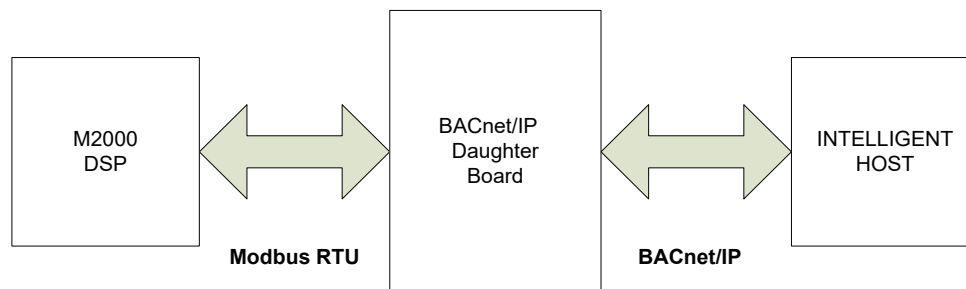 M2000
DSP
Modbus RTU
BACnet/IP
Daughter
Board
BACnet/IP
INTELLIGENT
HOST